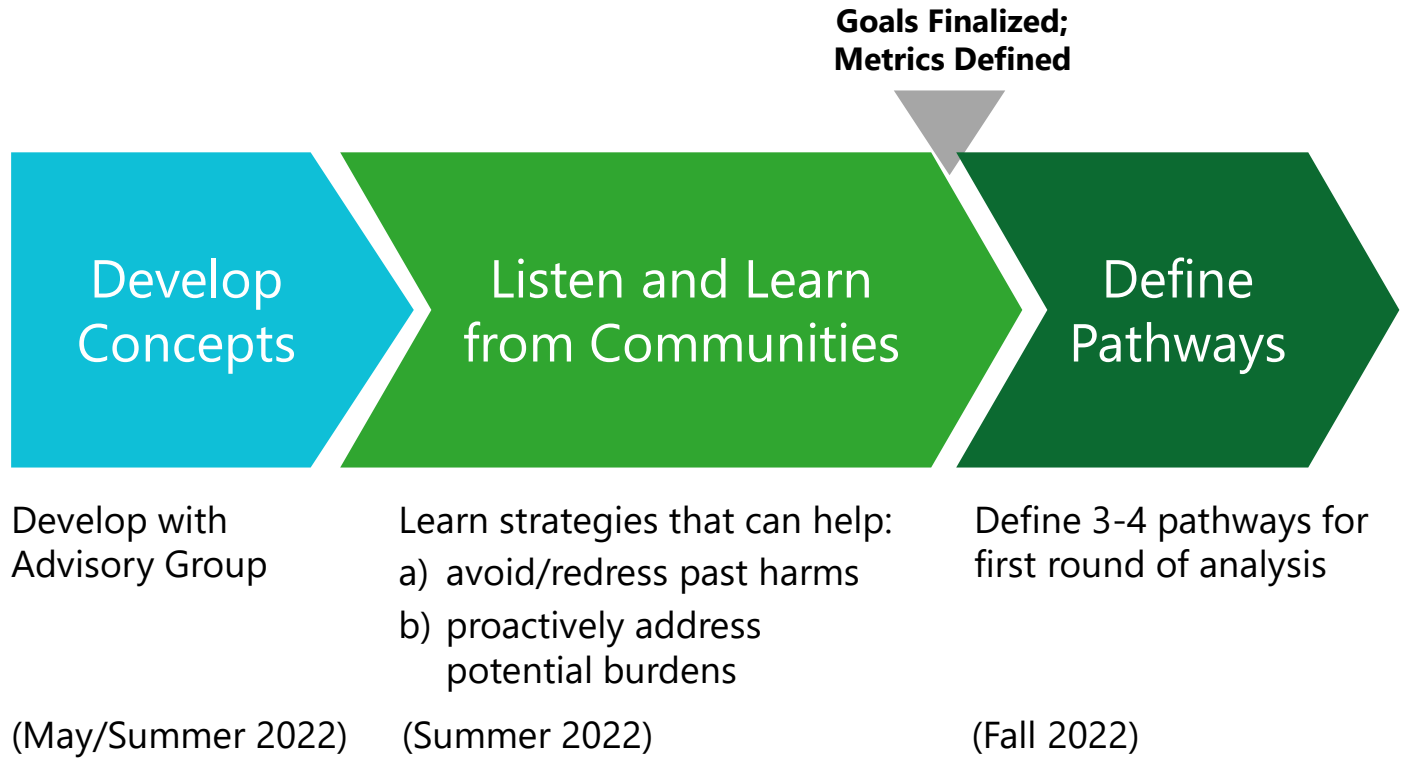 Goals Finalized;
Metrics Defined
Develop
Concepts
Listen and Learn
from Communities
Define
Pathways
Develop with
Advisory Group
(May/Summer 2022)
Learn strategies that can help:
a) avoid/redress past harms
b) proactively address
potential burdens
(Summer 2022)
Define 3-4 pathways for
first round of analysis
(Fall 2022)